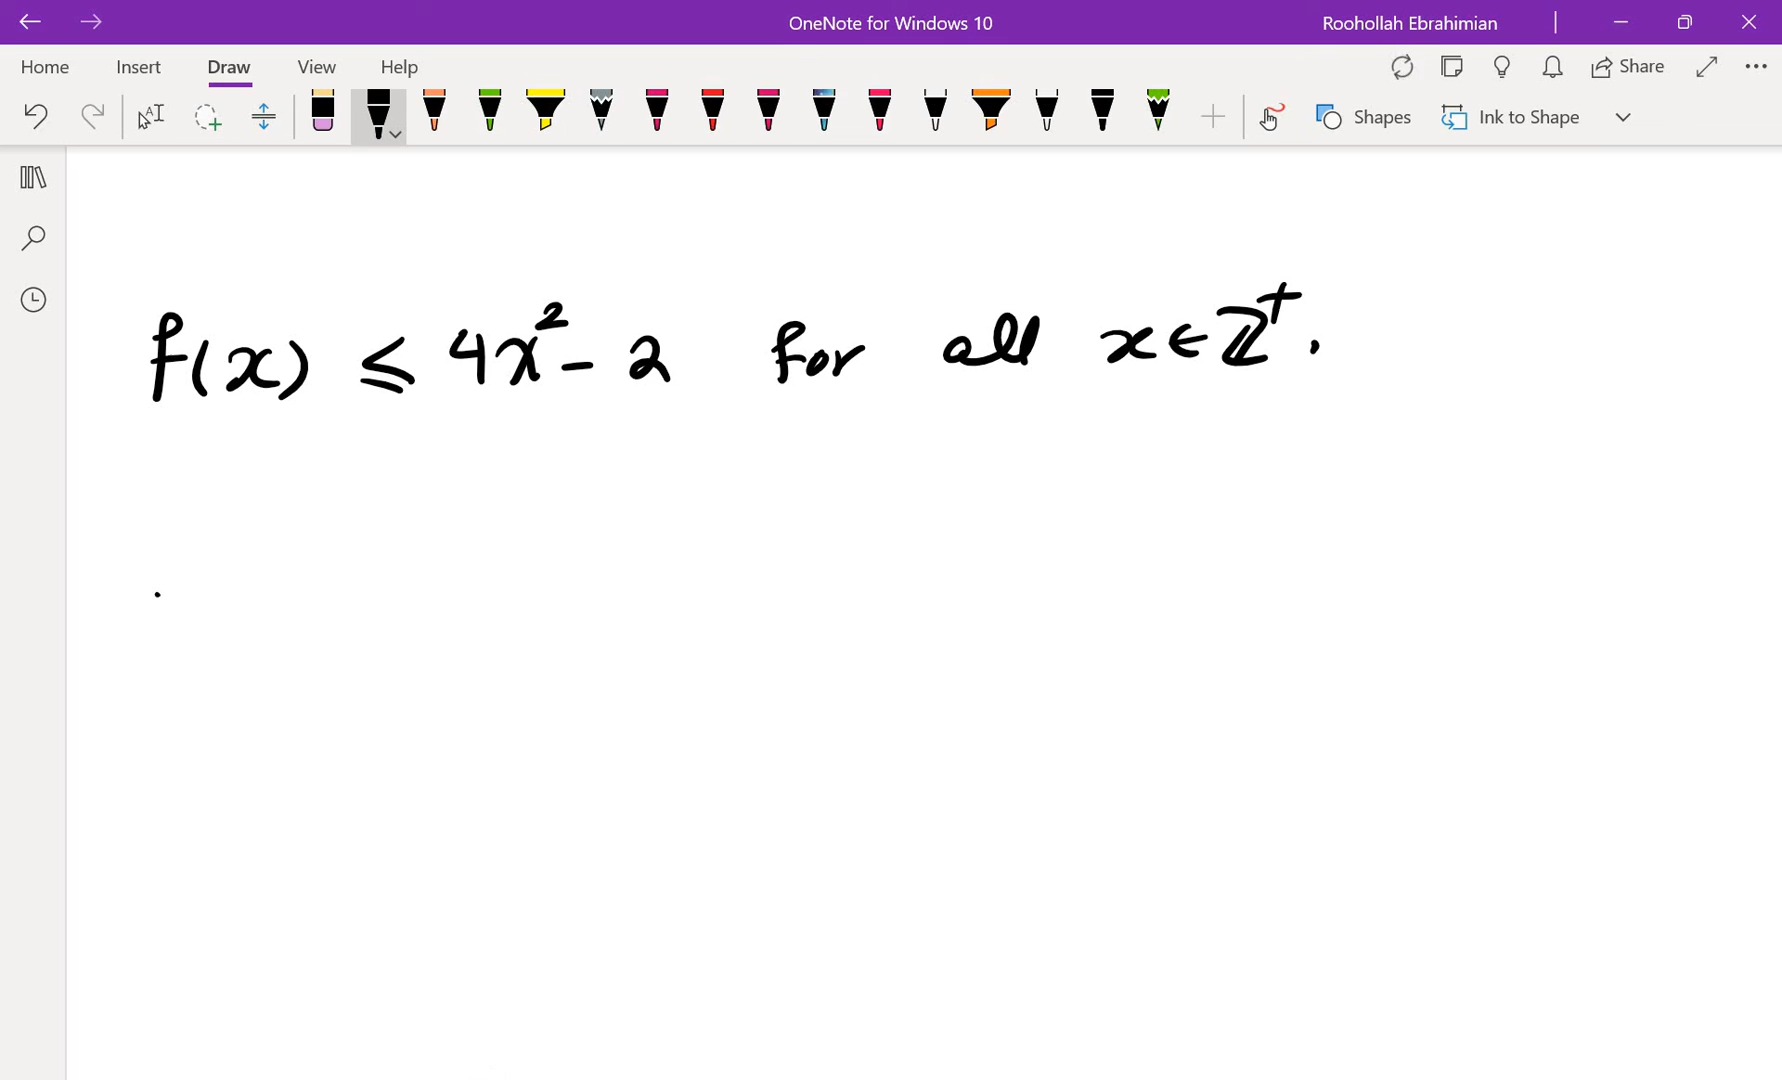 OneNote for Windows 10
Roohollah Ebrahimian
Home Insert Draw View Help
Share
Shapes Ink to Shape
f(x) ≤ 4x² - 2 for all x ∈ ℤ⁺.